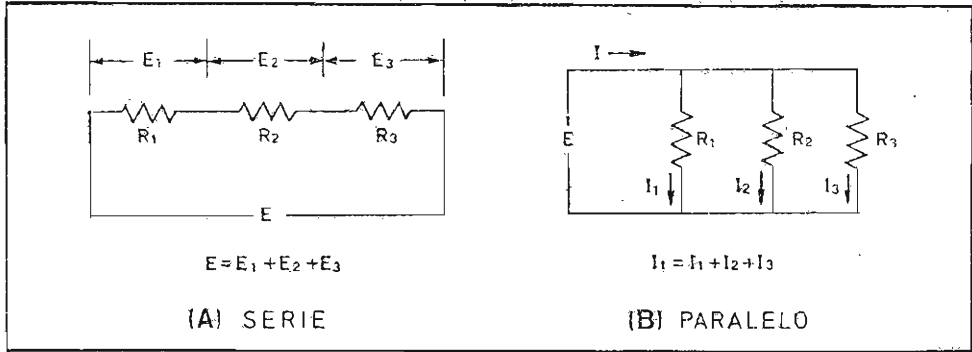 E1 E2 E3
R1 R2 R3
E
E=E1+E2+E3
(A) SERIE
I
E R1 R2 R3
I1 I2 I3
It=I1+I2+I3
(B) PARALELO